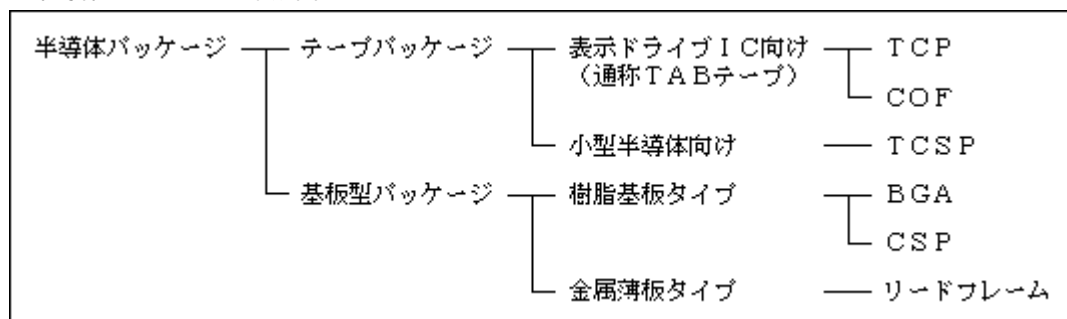 半導体パッケージ テープパッケージ 表示ドライブＩＣ向け ＴＣＰ
（通称ＴＡＢテープ）
ＣＯＦ
小型半導体向け ＴＣＳＰ
基板型パッケージ 樹脂基板タイプ ＢＧＡ
ＣＳＰ
金属薄板タイプ リードフレーム